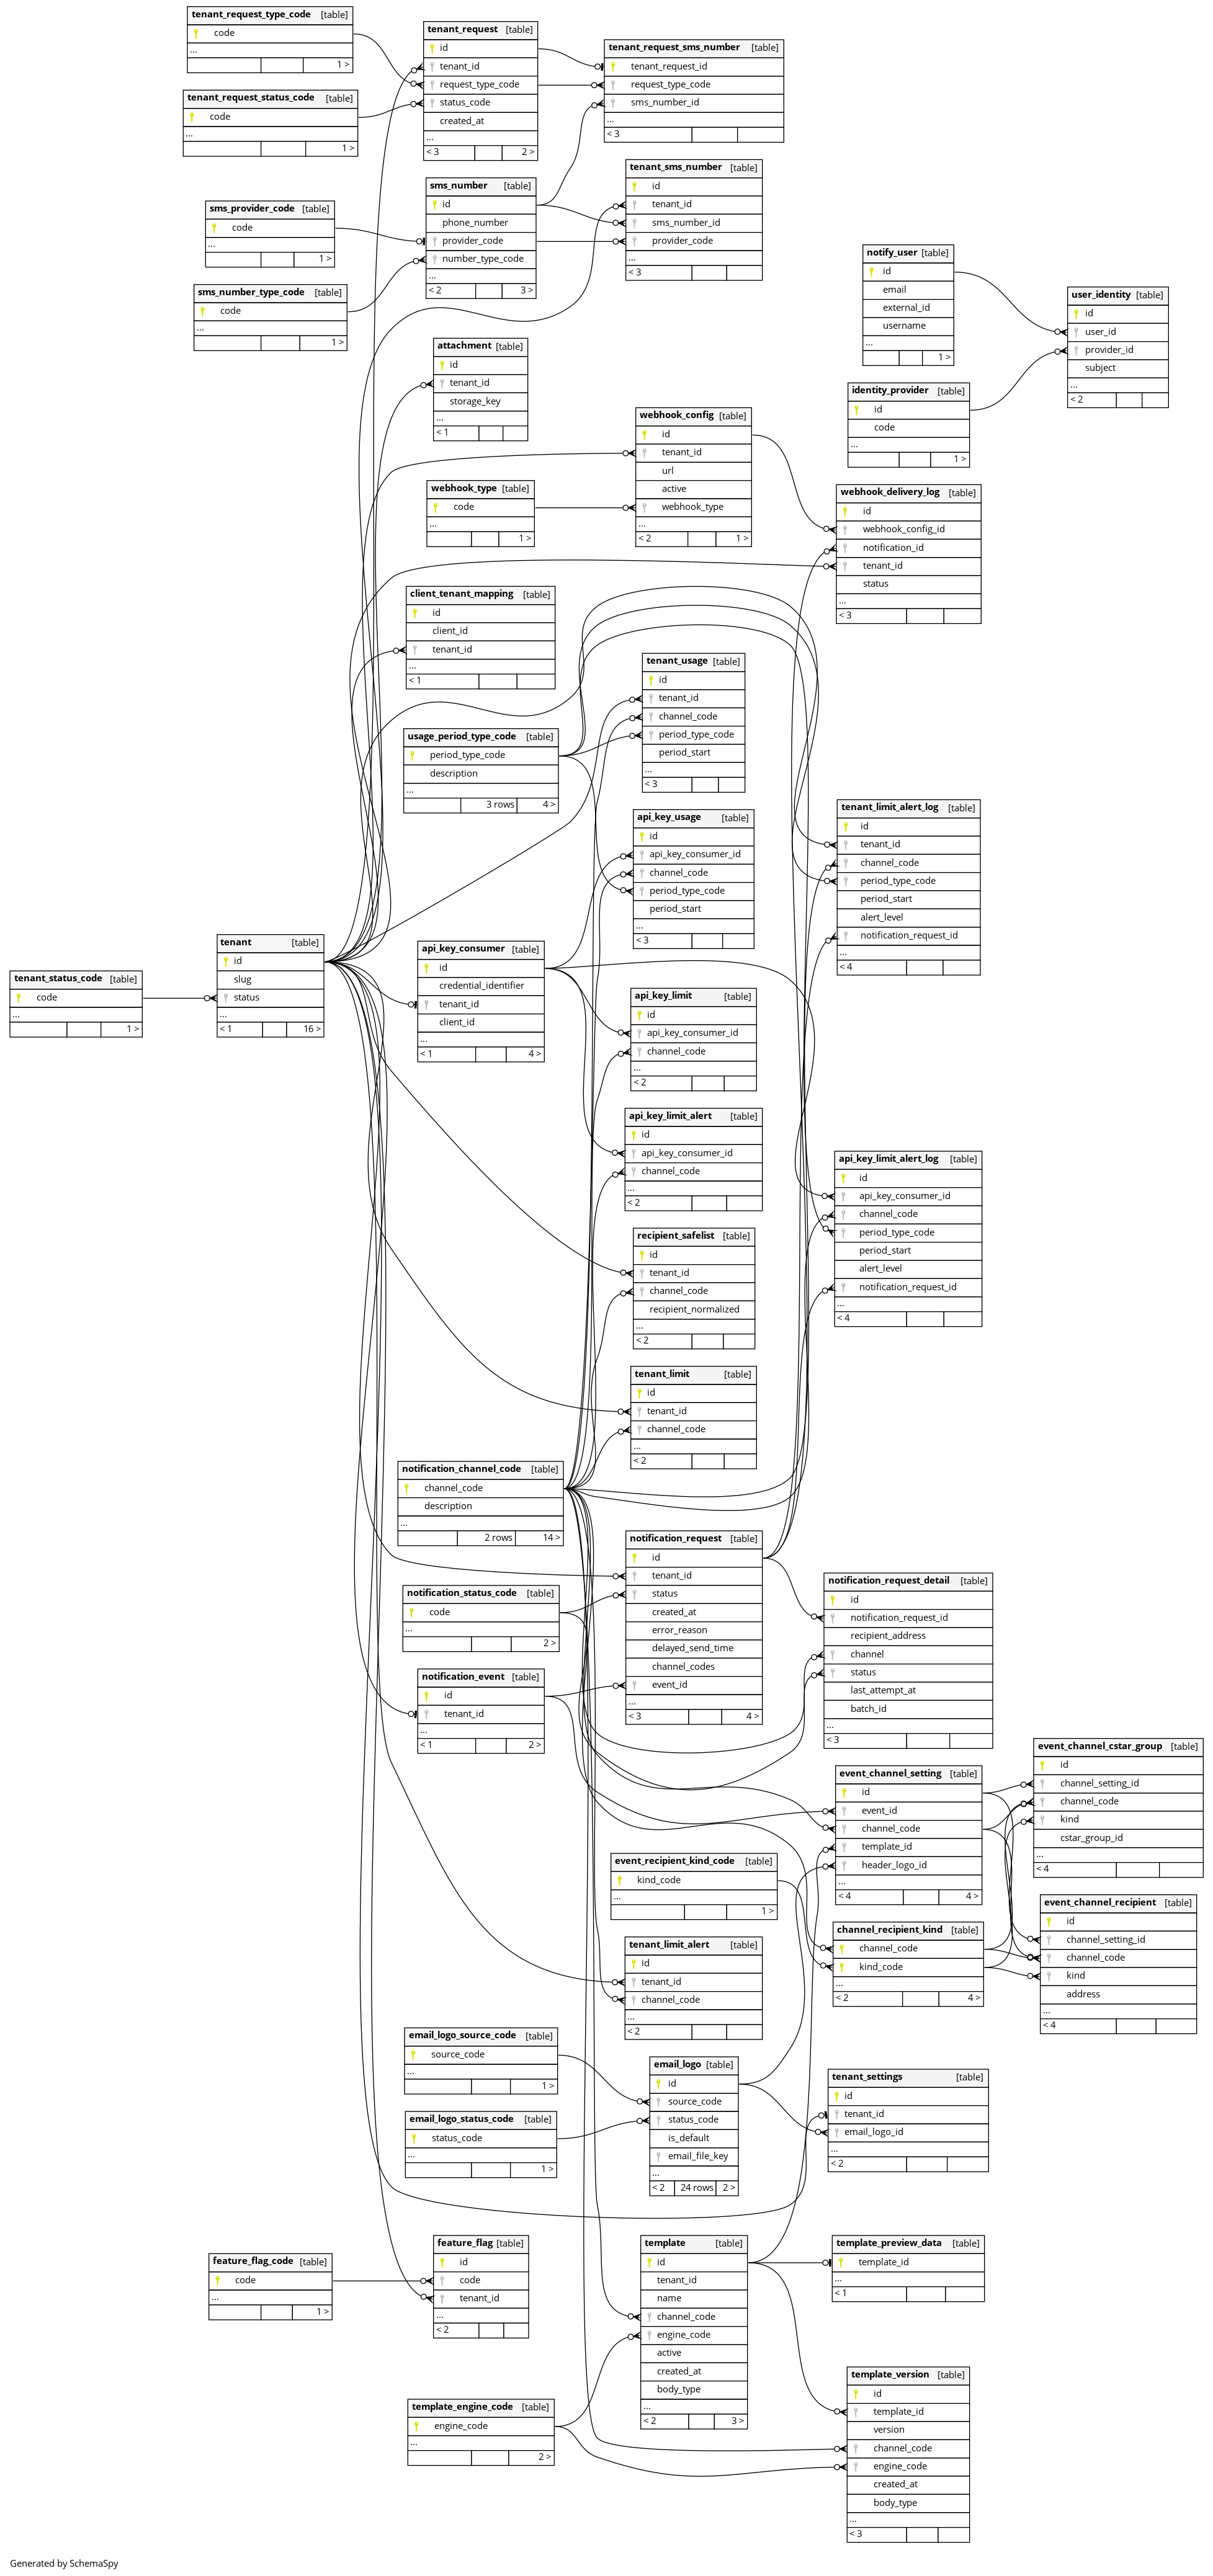 tenant_request_type_code [table]
code
...
1 >
tenant_request_status_code [table]
code
...
1 >
tenant_request [table]
id
tenant_id
request_type_code
status_code
created_at
...
< 3 2 >
tenant_request_sms_number [table]
tenant_request_id
request_type_code
sms_number_id
...
< 3
sms_provider_code [table]
code
...
1 >
sms_number_type_code [table]
code
...
1 >
sms_number [table]
id
phone_number
provider_code
number_type_code
...
< 2 3 >
tenant_sms_number [table]
id
tenant_id
sms_number_id
provider_code
...
< 3
notify_user [table]
id
email
external_id
username
...
1 >
user_identity [table]
id
user_id
provider_id
subject
...
< 2
identity_provider [table]
id
code
...
1 >
attachment [table]
id
tenant_id
storage_key
...
< 1
webhook_config [table]
id
tenant_id
url
active
webhook_type
...
< 2 1 >
webhook_type [table]
code
...
1 >
webhook_delivery_log [table]
id
webhook_config_id
notification_id
tenant_id
status
...
< 3
client_tenant_mapping [table]
id
client_id
tenant_id
...
< 1
tenant_usage [table]
id
tenant_id
channel_code
period_type_code
period_start
...
< 3
usage_period_type_code [table]
period_type_code
description
...
3 rows 4 >
api_key_usage [table]
id
api_key_consumer_id
channel_code
period_type_code
period_start
...
< 3
tenant_limit_alert_log [table]
id
tenant_id
channel_code
period_type_code
period_start
alert_level
notification_request_id
...
< 4
tenant_status_code [table]
code
...
1 >
tenant [table]
id
slug
status
...
< 1 16 >
api_key_consumer [table]
id
credential_identifier
tenant_id
client_id
...
< 1 4 >
api_key_limit [table]
id
api_key_consumer_id
channel_code
...
< 2
api_key_limit_alert [table]
id
api_key_consumer_id
channel_code
...
< 2
api_key_limit_alert_log [table]
id
api_key_consumer_id
channel_code
period_type_code
period_start
alert_level
notification_request_id
...
< 4
recipient_safelist [table]
id
tenant_id
channel_code
recipient_normalized
...
< 2
tenant_limit [table]
id
tenant_id
channel_code
...
< 2
notification_channel_code [table]
channel_code
description
...
2 rows 14 >
notification_request [table]
id
tenant_id
status
created_at
error_reason
delayed_send_time
channel_codes
event_id
...
< 3 4 >
notification_status_code [table]
code
...
2 >
notification_event [table]
id
tenant_id
...
< 1 2 >
notification_request_detail [table]
id
notification_request_id
recipient_address
channel
status
last_attempt_at
batch_id
...
< 3
event_channel_cstar_group [table]
id
channel_setting_id
channel_code
kind
cstar_group_id
...
< 4
event_channel_setting [table]
id
event_id
channel_code
template_id
header_logo_id
...
< 4 4 >
event_recipient_kind_code [table]
kind_code
...
1 >
event_channel_recipient [table]
id
channel_setting_id
channel_code
kind
address
...
< 4
channel_recipient_kind [table]
channel_code
kind_code
...
< 2 4 >
tenant_limit_alert [table]
id
tenant_id
channel_code
...
< 2
email_logo_source_code [table]
source_code
...
1 >
email_logo_status_code [table]
status_code
...
1 >
email_logo [table]
id
source_code
status_code
is_default
email_file_key
...
< 2 24 rows 2 >
tenant_settings [table]
id
tenant_id
email_logo_id
...
< 2
feature_flag_code [table]
code
...
1 >
feature_flag [table]
id
code
tenant_id
...
< 2
template [table]
id
tenant_id
name
channel_code
engine_code
active
created_at
body_type
...
< 2 3 >
template_preview_data [table]
template_id
...
< 1
template_engine_code [table]
engine_code
...
2 >
template_version [table]
id
template_id
version
channel_code
engine_code
created_at
body_type
...
< 3
Generated by SchemaSpy